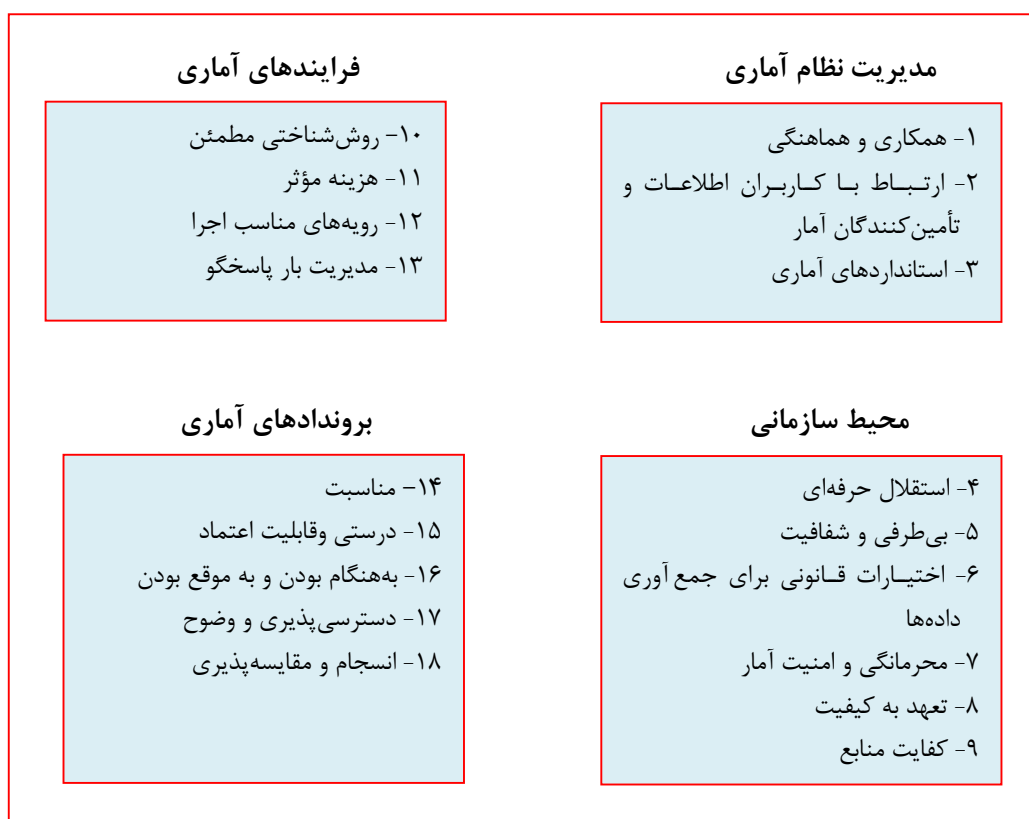 مدیریت نظام آماری
۱- همکاری و هماهنگی
۲- ارتباط با کاربران اطلاعات و
تأمین‌کنندگان آمار
۳- استانداردهای آماری
فرایندهای آماری
۱۰- روش‌شناختی مطمئن
۱۱- هزینه مؤثر
۱۲- رویه‌های مناسب اجرا
۱۳- مدیریت بار پاسخگو
محیط سازمانی
۴- استقلال حرفه‌ای
۵- بی‌طرفی و شفافیت
۶- اختیارات قانونی برای جمع آوری
داده‌ها
۷- محرمانگی و امنیت آمار
۸- تعهد به کیفیت
۹- کفایت منابع
بروندادهای آماری
۱۴- مناسبت
۱۵- درستی وقابلیت اعتماد
۱۶- به‌هنگام بودن و به موقع بودن
۱۷- دسترسی‌پذیری و وضوح
۱۸- انسجام و مقایسه‌پذیری